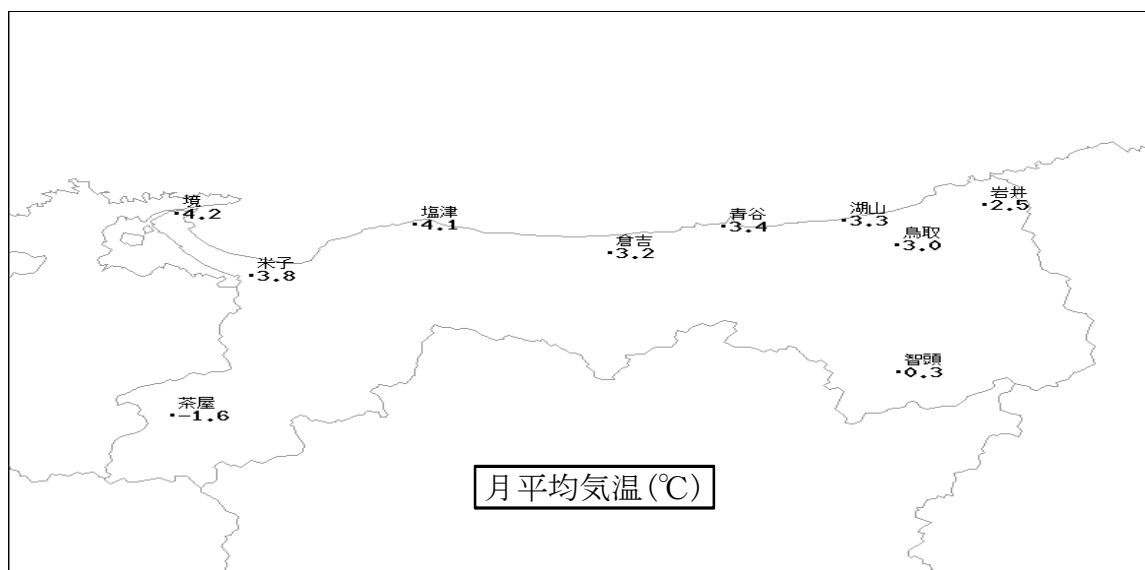 境
4.2
塩津
4.1
青谷
3.4
湖山
3.3
岩井
2.5
米子
3.8
倉吉
3.2
鳥取
3.0
智頭
0.3
茶屋
-1.6
月平均気温(℃)